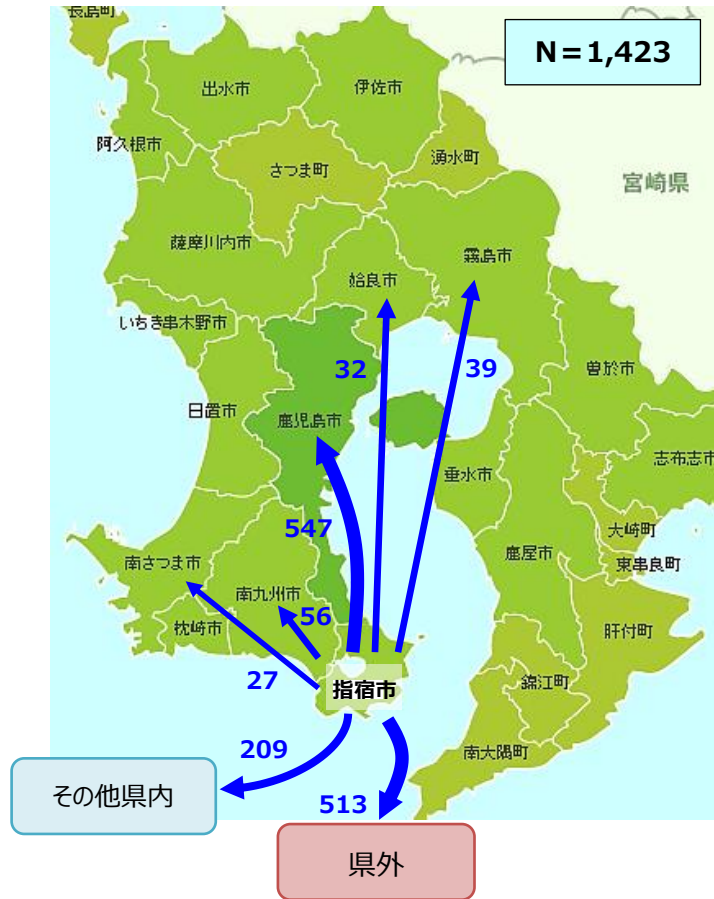 長島町
N＝1,423
出水市
伊佐市
阿久根市
さつま町
湧水町
宮崎県
薩摩川内市
姶良市
霧島市
いちき串木野市
32
39
曽於市
日置市
鹿児島市
垂水市
志布志市
547
大崎町
南さつま市
鹿屋市
東串良町
南九州市
56
枕崎市
肝付町
27
指宿市
錦江町
209
南大隅町
その他県内
513
県外